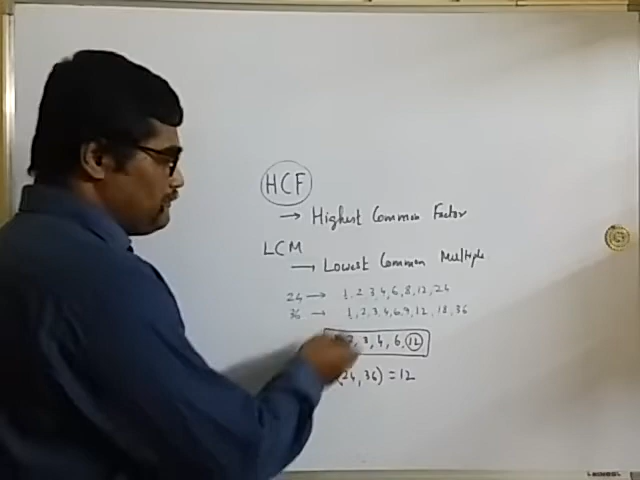 HCF
→ Highest Common Factor
LCM
→ Lowest Common Multiple
24 → 1, 2, 3, 4, 6, 8, 12, 24
36 → 1, 2, 3, 4, 6, 9, 12, 18, 36
2, 3, 4, 6, 12
(24, 36) = 12